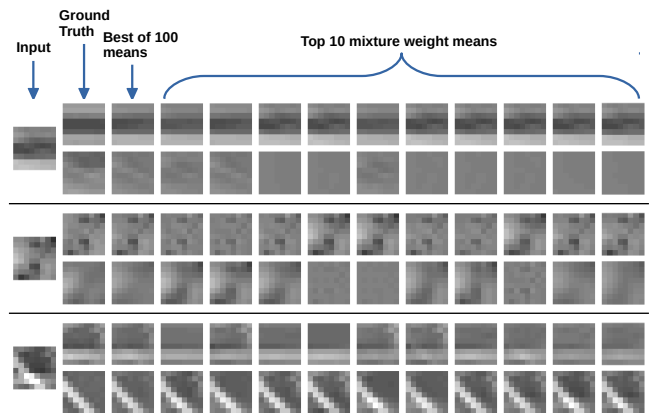 Input
Ground
Truth
Best of 100
means
Top 10 mixture weight means